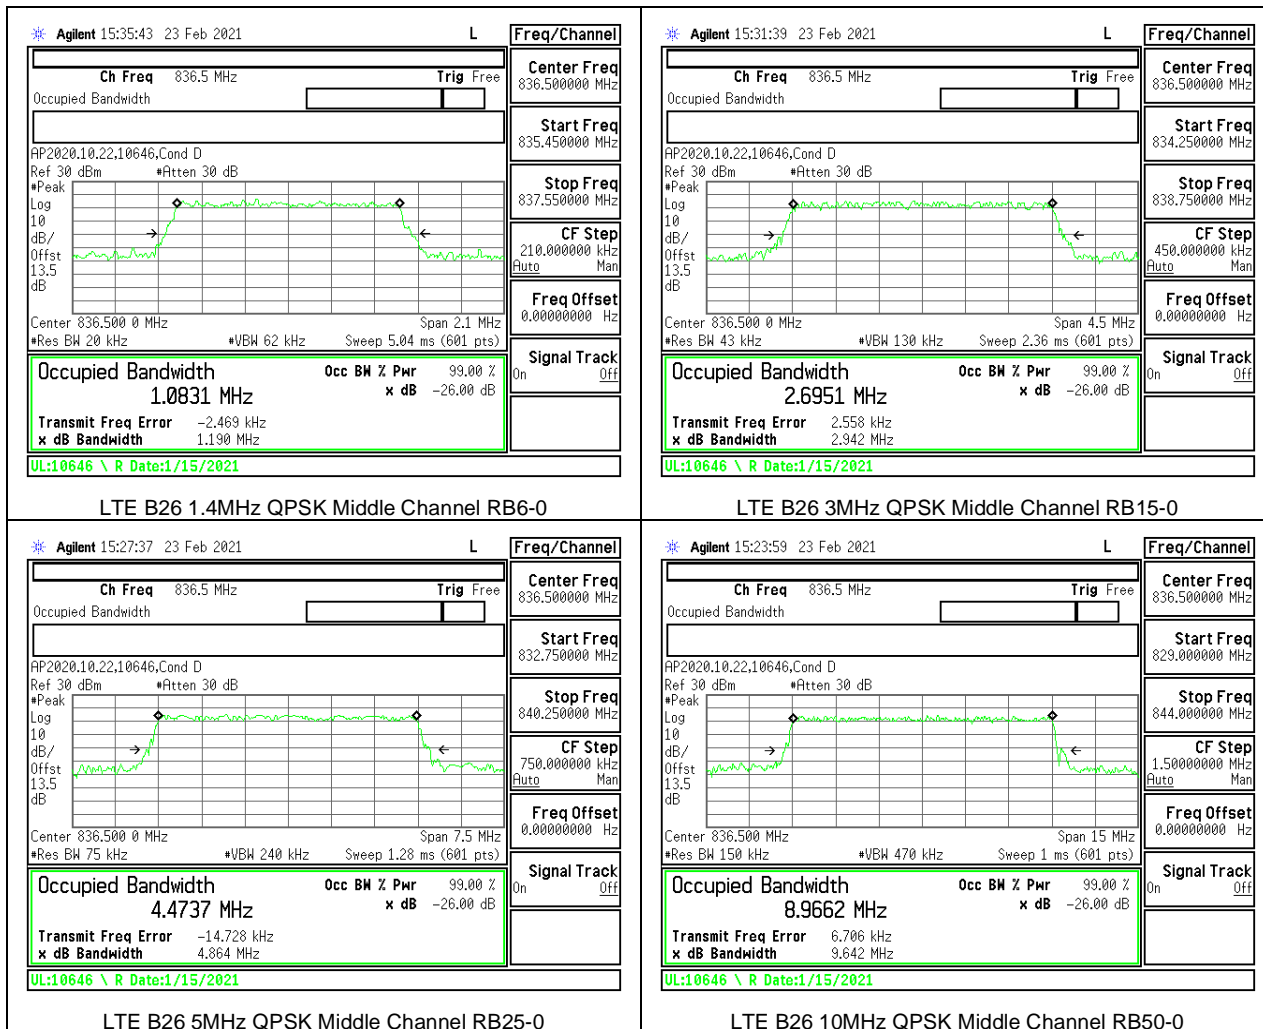 Agilent 15:35:43 23 Feb 2021 L Freq/Channel
Ch Freq 836.5 MHz Trig Free
Occupied Bandwidth
Center Freq
836.500000 MHz
Start Freq
835.450000 MHz
Stop Freq
837.550000 MHz
CF Step
210.000000 kHz
Auto Man
Freq Offset
0.00000000 Hz
Signal Track
On Off
AP2020.10.22,10646,Cond D
Ref 30 dBm #Atten 30 dB
#Peak
Log
10
dB/
Offst
13.5
dB
Center 836.500 0 MHz Span 2.1 MHz
#Res BW 20 kHz #VBW 62 kHz Sweep 5.04 ms (601 pts)
Occupied Bandwidth Occ BW % Pwr 99.00 %
1.0831 MHz x dB -26.00 dB
Transmit Freq Error -2.469 kHz
x dB Bandwidth 1.190 MHz
UL:10646 \ R Date:1/15/2021
LTE B26 1.4MHz QPSK Middle Channel RB6-0
Agilent 15:31:39 23 Feb 2021 L Freq/Channel
Ch Freq 836.5 MHz Trig Free
Occupied Bandwidth
Center Freq
836.500000 MHz
Start Freq
834.250000 MHz
Stop Freq
838.750000 MHz
CF Step
450.000000 kHz
Auto Man
Freq Offset
0.00000000 Hz
Signal Track
On Off
AP2020.10.22,10646,Cond D
Ref 30 dBm #Atten 30 dB
#Peak
Log
10
dB/
Offst
13.5
dB
Center 836.500 0 MHz Span 4.5 MHz
#Res BW 43 kHz #VBW 130 kHz Sweep 2.36 ms (601 pts)
Occupied Bandwidth Occ BW % Pwr 99.00 %
2.6951 MHz x dB -26.00 dB
Transmit Freq Error 2.558 kHz
x dB Bandwidth 2.942 MHz
UL:10646 \ R Date:1/15/2021
LTE B26 3MHz QPSK Middle Channel RB15-0
Agilent 15:27:37 23 Feb 2021 L Freq/Channel
Ch Freq 836.5 MHz Trig Free
Occupied Bandwidth
Center Freq
836.500000 MHz
Start Freq
832.750000 MHz
Stop Freq
840.250000 MHz
CF Step
750.000000 kHz
Auto Man
Freq Offset
0.00000000 Hz
Signal Track
On Off
AP2020.10.22,10646,Cond D
Ref 30 dBm #Atten 30 dB
#Peak
Log
10
dB/
Offst
13.5
dB
Center 836.500 0 MHz Span 7.5 MHz
#Res BW 75 kHz #VBW 240 kHz Sweep 1.28 ms (601 pts)
Occupied Bandwidth Occ BW % Pwr 99.00 %
4.4737 MHz x dB -26.00 dB
Transmit Freq Error -14.728 kHz
x dB Bandwidth 4.864 MHz
UL:10646 \ R Date:1/15/2021
LTE B26 5MHz QPSK Middle Channel RB25-0
Agilent 15:23:59 23 Feb 2021 L Freq/Channel
Ch Freq 836.5 MHz Trig Free
Occupied Bandwidth
Center Freq
836.500000 MHz
Start Freq
829.000000 MHz
Stop Freq
844.000000 MHz
CF Step
1.50000000 MHz
Auto Man
Freq Offset
0.00000000 Hz
Signal Track
On Off
AP2020.10.22,10646,Cond D
Ref 30 dBm #Atten 30 dB
#Peak
Log
10
dB/
Offst
13.5
dB
Center 836.500 MHz Span 15 MHz
#Res BW 150 kHz #VBW 470 kHz Sweep 1 ms (601 pts)
Occupied Bandwidth Occ BW % Pwr 99.00 %
8.9662 MHz x dB -26.00 dB
Transmit Freq Error 6.706 kHz
x dB Bandwidth 9.642 MHz
UL:10646 \ R Date:1/15/2021
LTE B26 10MHz QPSK Middle Channel RB50-0